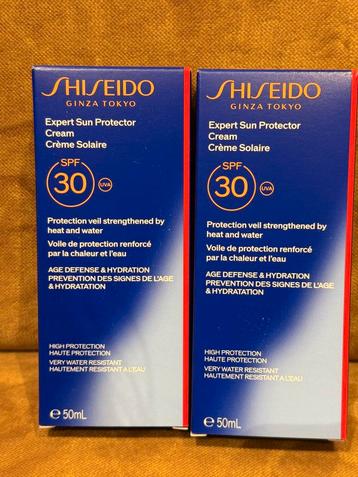 SHISEIDO
GINZA TOKYO
Expert Sun Protector
Cream
Crème Solaire
SPF
30
UVA
Protection veil strengthened by
heat and water
Voile de protection renforcé
par la chaleur et l'eau
AGE DEFENSE & HYDRATION
PREVENTION DES SIGNES DE L'AGE
& HYDRATATION
HIGH PROTECTION
HAUTE PROTECTION
VERY WATER RESISTANT
HAUTEMENT RESISTANT A L'EAU
℮ 50mL
SHISEIDO
GINZA TOKYO
Expert Sun Protector
Cream
Crème Solaire
SPF
30
UVA
Protection veil strengthened by
heat and water
Voile de protection renforcé
par la chaleur et l'eau
AGE DEFENSE & HYDRATION
PREVENTION DES SIGNES DE L'AGE
& HYDRATATION
HIGH PROTECTION
HAUTE PROTECTION
VERY WATER RESISTANT
HAUTEMENT RESISTANT A L'EAU
℮ 50mL